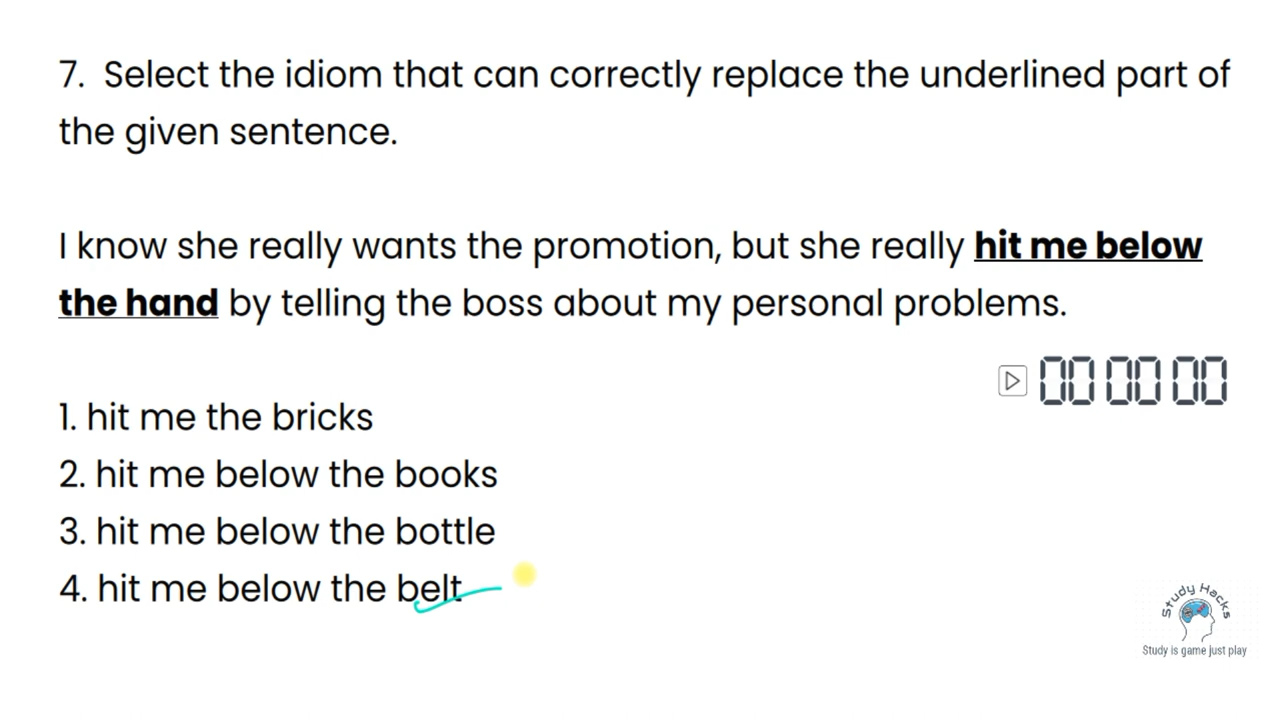 7. Select the idiom that can correctly replace the underlined part of
the given sentence.
I know she really wants the promotion, but she really hit me below
the hand by telling the boss about my personal problems.
00 00 00
1. hit me the bricks
2. hit me below the books
3. hit me below the bottle
4. hit me below the belt
Study Hacks
Study is game just play